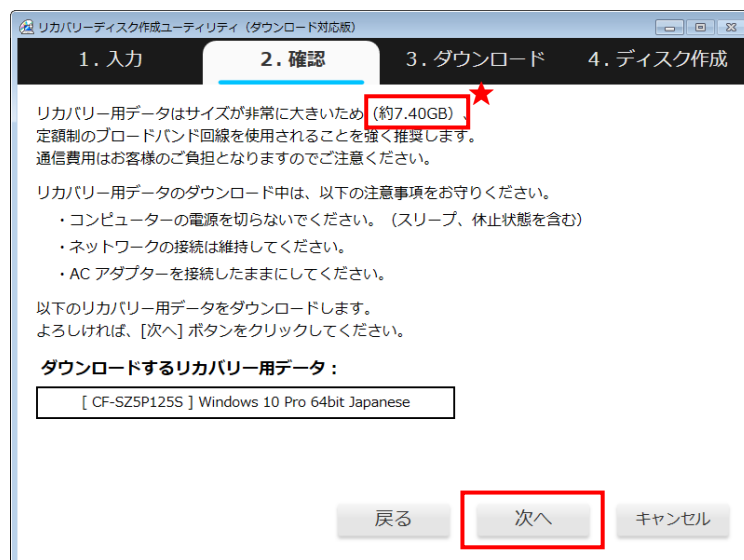 リカバリーディスク作成ユーティリティ（ダウンロード対応版）
1．入力
2．確認
3．ダウンロード
4．ディスク作成
リカバリー用データはサイズが非常に大きいため（約7.40GB）、
定額制のブロードバンド回線を使用されることを強く推奨します。
通信費用はお客様のご負担となりますのでご注意ください。
リカバリー用データのダウンロード中は、以下の注意事項をお守りください。
・コンピューターの電源を切らないでください。（スリープ、休止状態を含む）
・ネットワークの接続は維持してください。
・AC アダプターを接続したままにしてください。
以下のリカバリー用データをダウンロードします。
よろしければ、[次へ] ボタンをクリックしてください。
ダウンロードするリカバリー用データ：
[ CF-SZ5P125S ] Windows 10 Pro 64bit Japanese
戻る
次へ
キャンセル